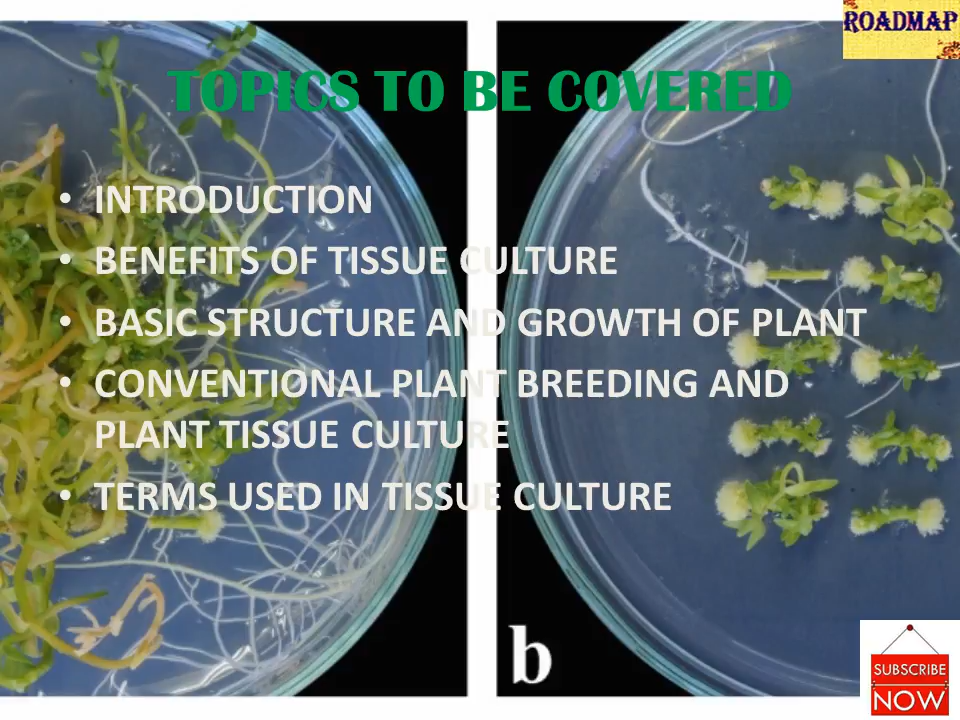 ROADMAP
TOPICS TO BE COVERED
• INTRODUCTION
• BENEFITS OF TISSUE CULTURE
• BASIC STRUCTURE AND GROWTH OF PLANT
• CONVENTIONAL PLANT BREEDING AND
PLANT TISSUE CULTURE
• TERMS USED IN TISSUE CULTURE
b
SUBSCRIBE
NOW